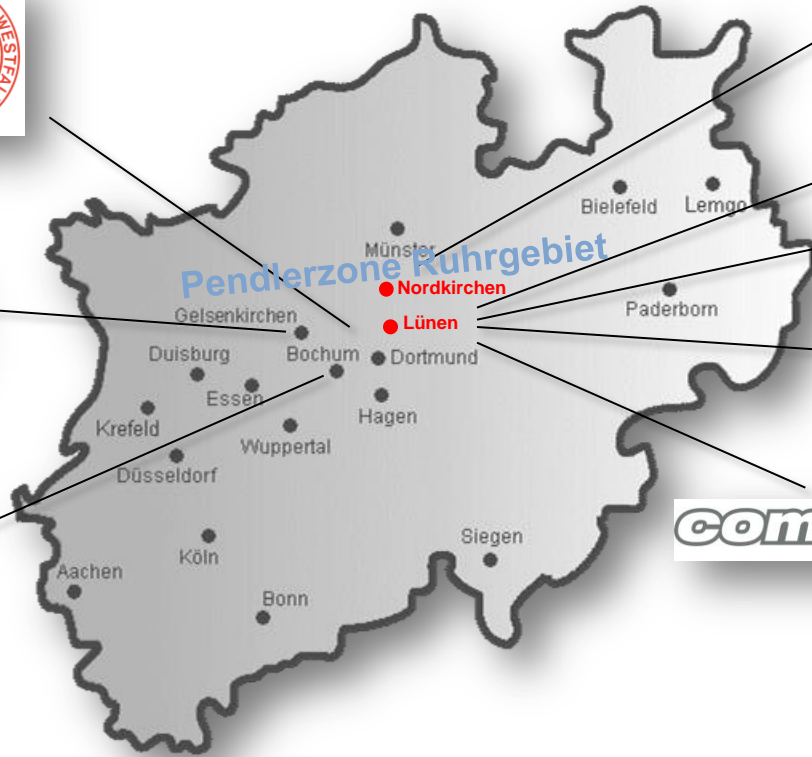 Bielefeld
Lemgo
Münster
Pendlerzone Ruhrgebiet
Nordkirchen
Paderborn
Gelsenkirchen
Lünen
Duisburg
Bochum
Dortmund
Essen
Krefeld
Hagen
Wuppertal
Düsseldorf
Siegen
Köln
Aachen
Bonn